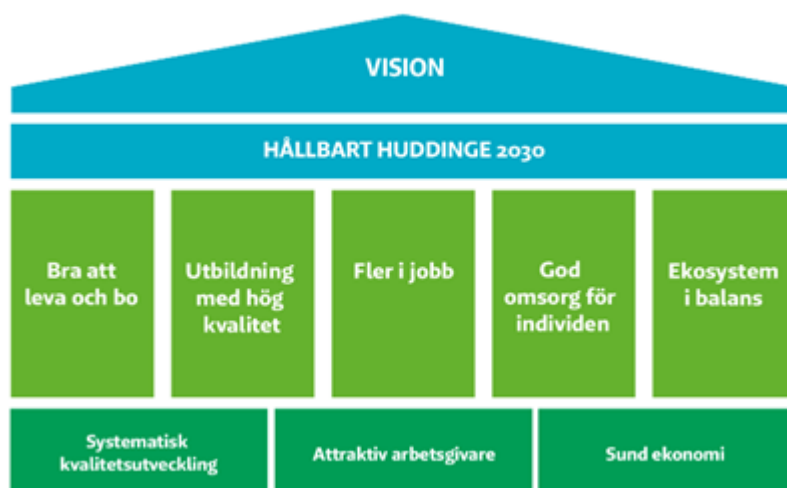 VISION
HÅLLBART HUDDINGE 2030
Bra att
leva och bo
Utbildning
med hög
kvalitet
Fler i jobb
God
omsorg för
individen
Ekosystem
i balans
Systematisk
kvalitetsutveckling
Attraktiv arbetsgivare
Sund ekonomi